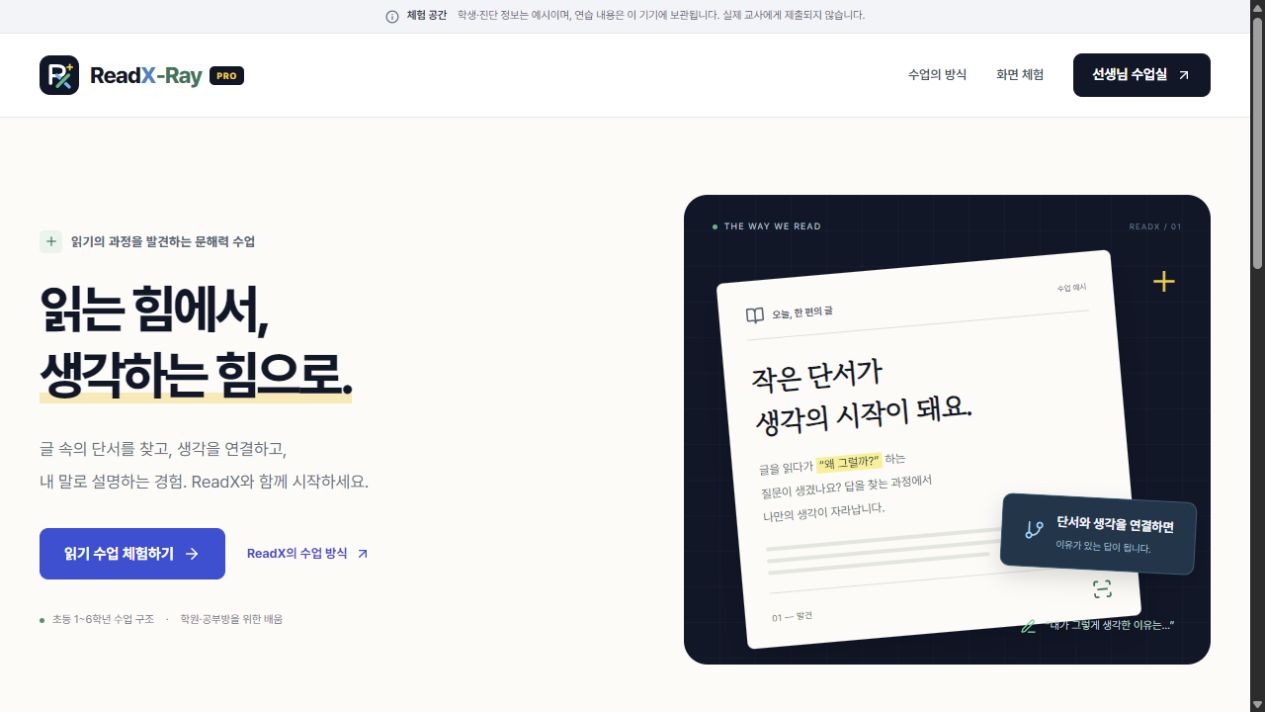 체험 공간 학생·진단 정보는 예시이며, 연습 내용은 이 기기에 보관됩니다. 실제 교사에게 제출되지 않습니다.
ReadX-Ray PRO
수업의 방식 화면 체험 선생님 수업실
읽기의 과정을 발견하는 문해력 수업
읽는 힘에서,
생각하는 힘으로.
글 속의 단서를 찾고, 생각을 연결하고,
내 말로 설명하는 경험. ReadX와 함께 시작하세요.
읽기 수업 체험하기 ReadX의 수업 방식
초등 1~6학년 수업 구조 · 학원·공부방을 위한 배움
THE WAY WE READ READX / 01
오늘, 한 편의 글 수업 예시
작은 단서가
생각의 시작이 돼요.
글을 읽다가 “왜 그럴까?” 하는
질문이 생겼나요? 답을 찾는 과정에서
나만의 생각이 자라납니다.
단서와 생각을 연결하면
이유가 있는 답이 됩니다.
01 — 발견
“내가 그렇게 생각한 이유는…”